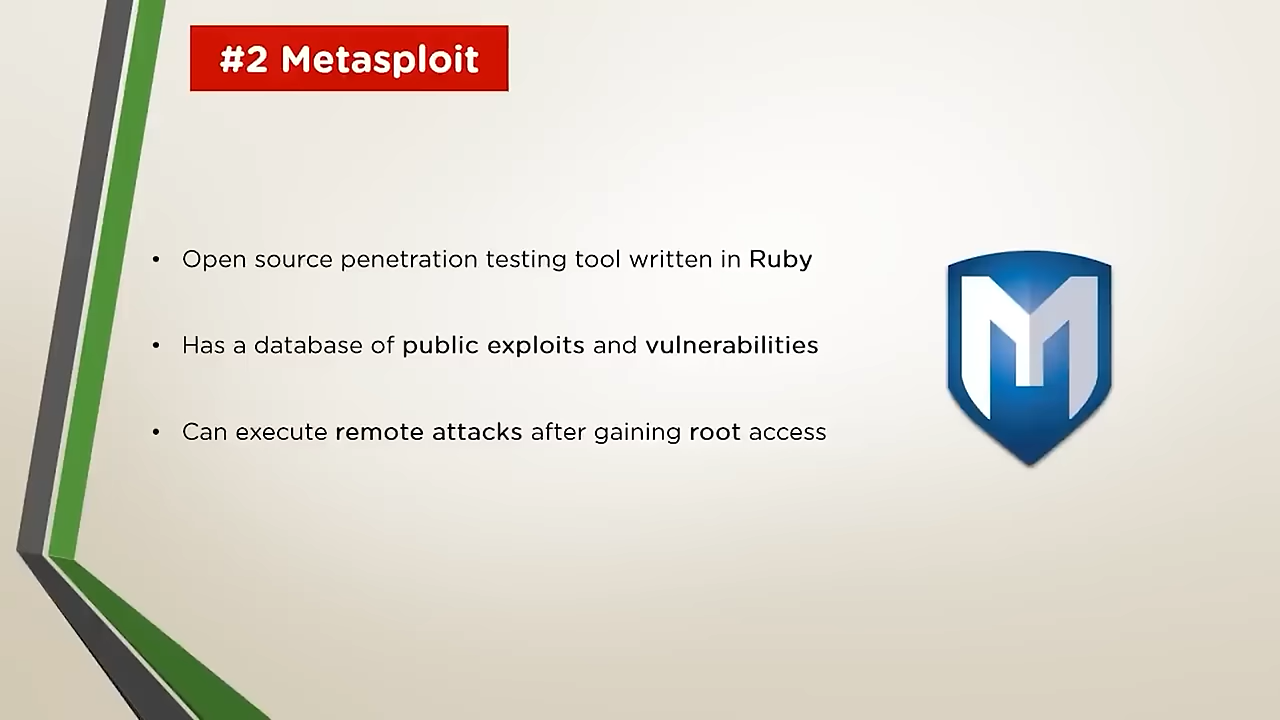 #2 Metasploit
• Open source penetration testing tool written in Ruby
• Has a database of public exploits and vulnerabilities
• Can execute remote attacks after gaining root access
M